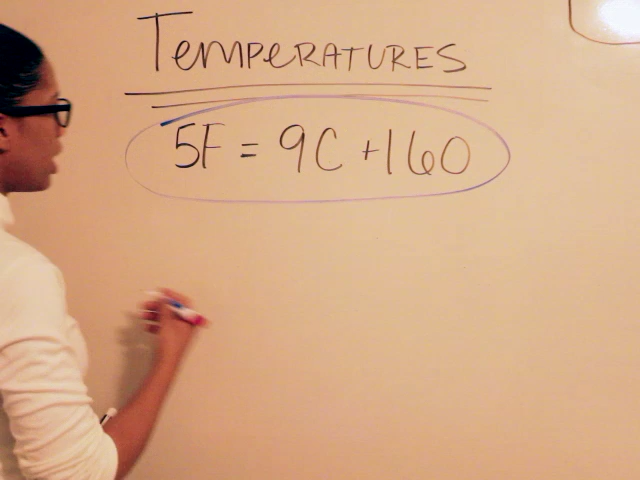 TEMPERATURES
5F = 9C +160